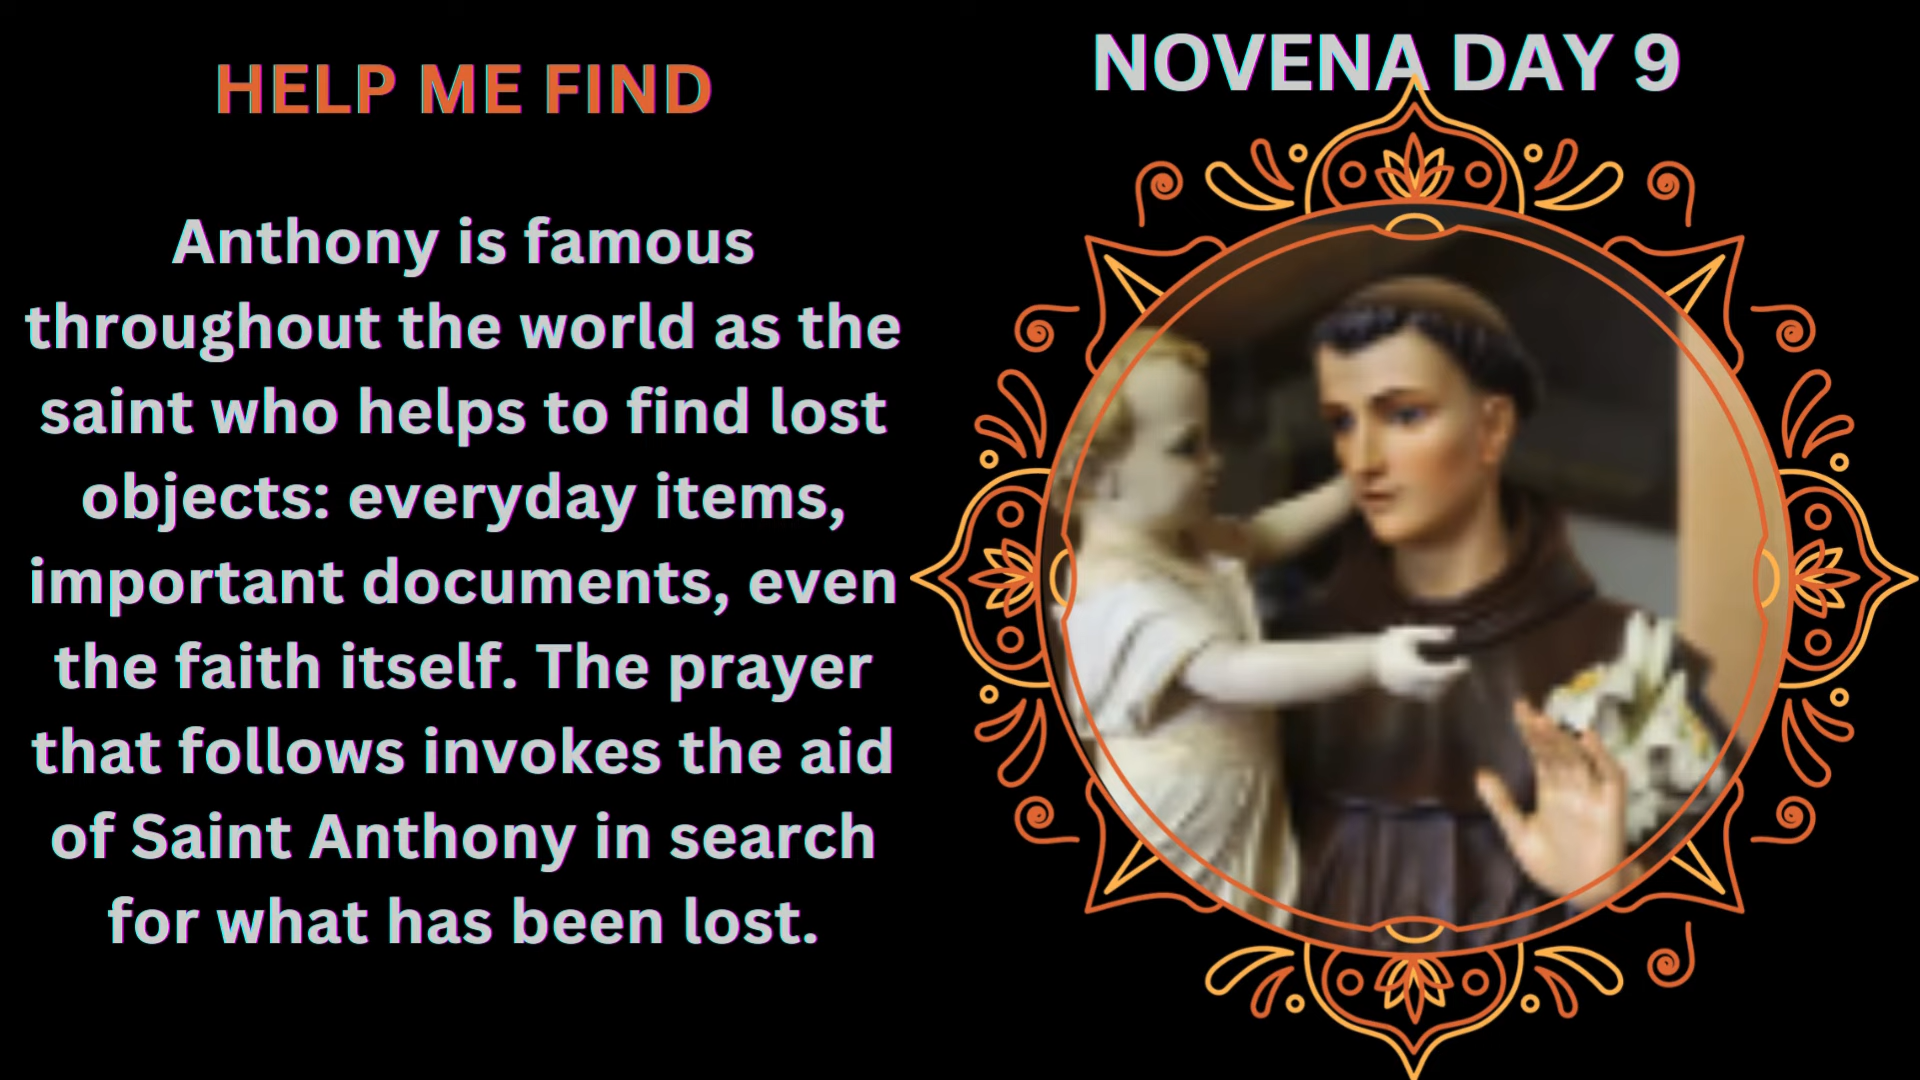 HELP ME FIND
Anthony is famous
throughout the world as the
saint who helps to find lost
objects: everyday items,
important documents, even
the faith itself. The prayer
that follows invokes the aid
of Saint Anthony in search
for what has been lost.
NOVENA DAY 9